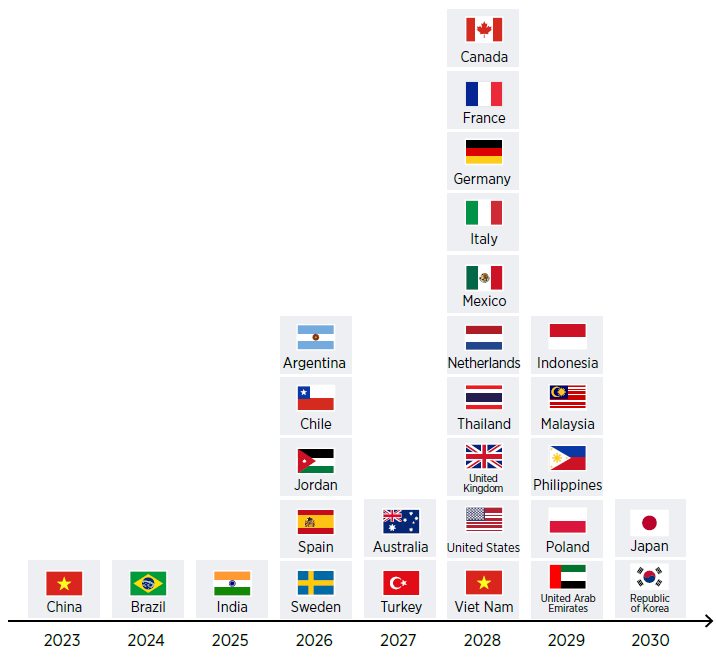 Canada
France
Germany
Italy
Mexico
Argentina
Netherlands
Indonesia
Chile
Thailand
Malaysia
Jordan
United
Kingdom
Philippines
Spain
Australia
United States
Poland
Japan
China
Brazil
India
Sweden
Turkey
Viet Nam
United Arab
Emirates
Republic
of Korea
2023
2024
2025
2026
2027
2028
2029
2030